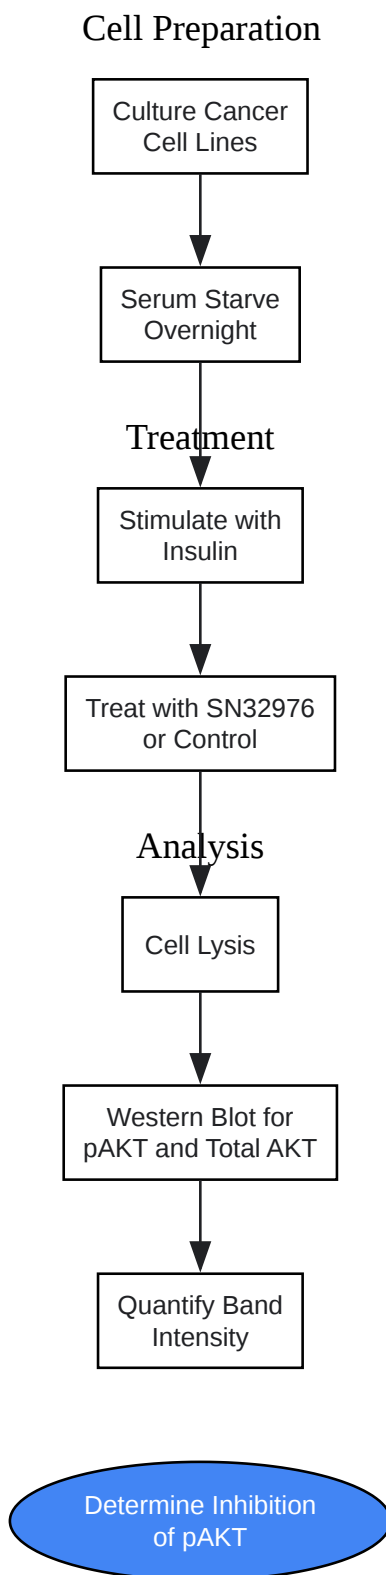 Cell Preparation
Culture Cancer
Cell Lines
Serum Starve
Overnight
Treatment
Stimulate with
Insulin
Treat with SN32976
or Control
Analysis
Cell Lysis
Western Blot for
pAKT and Total AKT
Quantify Band
Intensity
Determine Inhibition
of pAKT